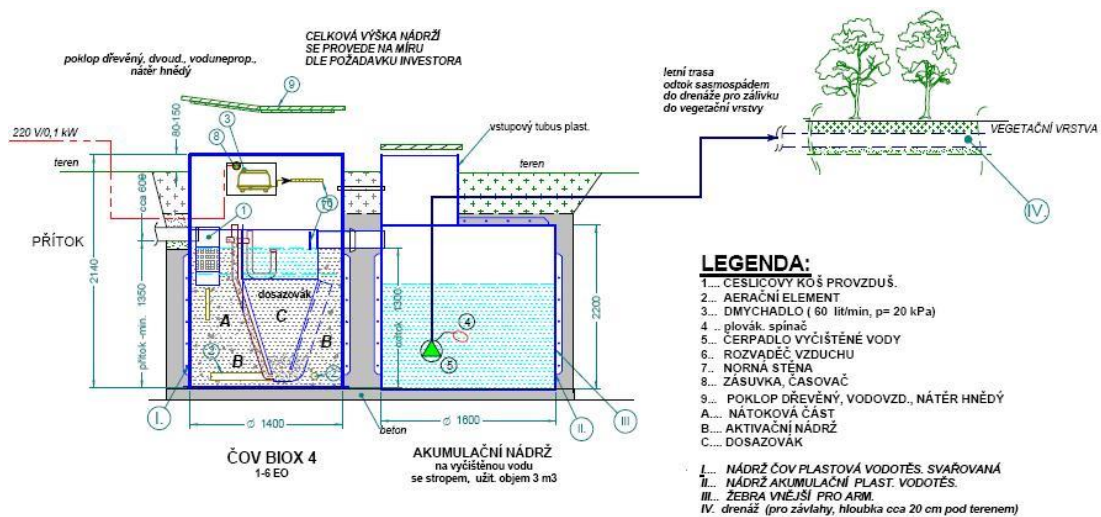 CELKOVÁ VÝŠKA NÁDRŽÍ
SE PROVEDE NA MÍRU
DLE POŽADAVKU INVESTORA
poklop dřevěný, dvoud., voduneprop.,
nátěr hnědý
9
letní trasa
odtok sasmospádem
do drenáže pro zálivku
do vegetační vrstvy
220 V/0,1 kW
80-150
3
8
vstupový tubus plast.
VEGETAČNÍ VRSTVA
teren
teren
cca 600
1
IV.
PŘÍTOK
2140
přítok -min. 1350
dosazovák
A
C
B
B
odtok 1300
2200
4
5
2
2
I.
II.
III
⌀ 1400
beton
⌀ 1600
ČOV BIOX 4
1-6 EO
AKUMULAČNÍ NÁDRŽ
na vyčištěnou vodu
se stropem, užit. objem 3 m3
LEGENDA:
1.... CESLICOVÝ KOŠ PROVZDUŠ.
2... AERAČNÍ ELEMENT
3... DMYCHADLO ( 60 lit/min, p= 20 kPa)
4 .. plovák. spínač
5... ČERPADLO VYČIŠTĚNÉ VODY
6.. ROZVADĚČ VZDUCHU
7.. NORNÁ STĚNA
8... ZÁSUVKA, ČASOVAČ
9... POKLOP DŘEVĚNÝ, VODOVZD., NÁTĚR HNĚDÝ
A.... NÁTOKOVÁ ČÁST
B.... AKTIVAČNÍ NÁDRŽ
C.... DOSAZOVÁK
I.... NÁDRŽ ČOV PLASTOVÁ VODOTĚS. SVAŘOVANÁ
II... NÁDRŽ AKUMULAČNÍ PLAST. VODOTĚS.
III.. ŽEBRA VNĚJŠÍ PRO ARM.
IV. drenáž (pro závlahy, hloubka cca 20 cm pod terenem)